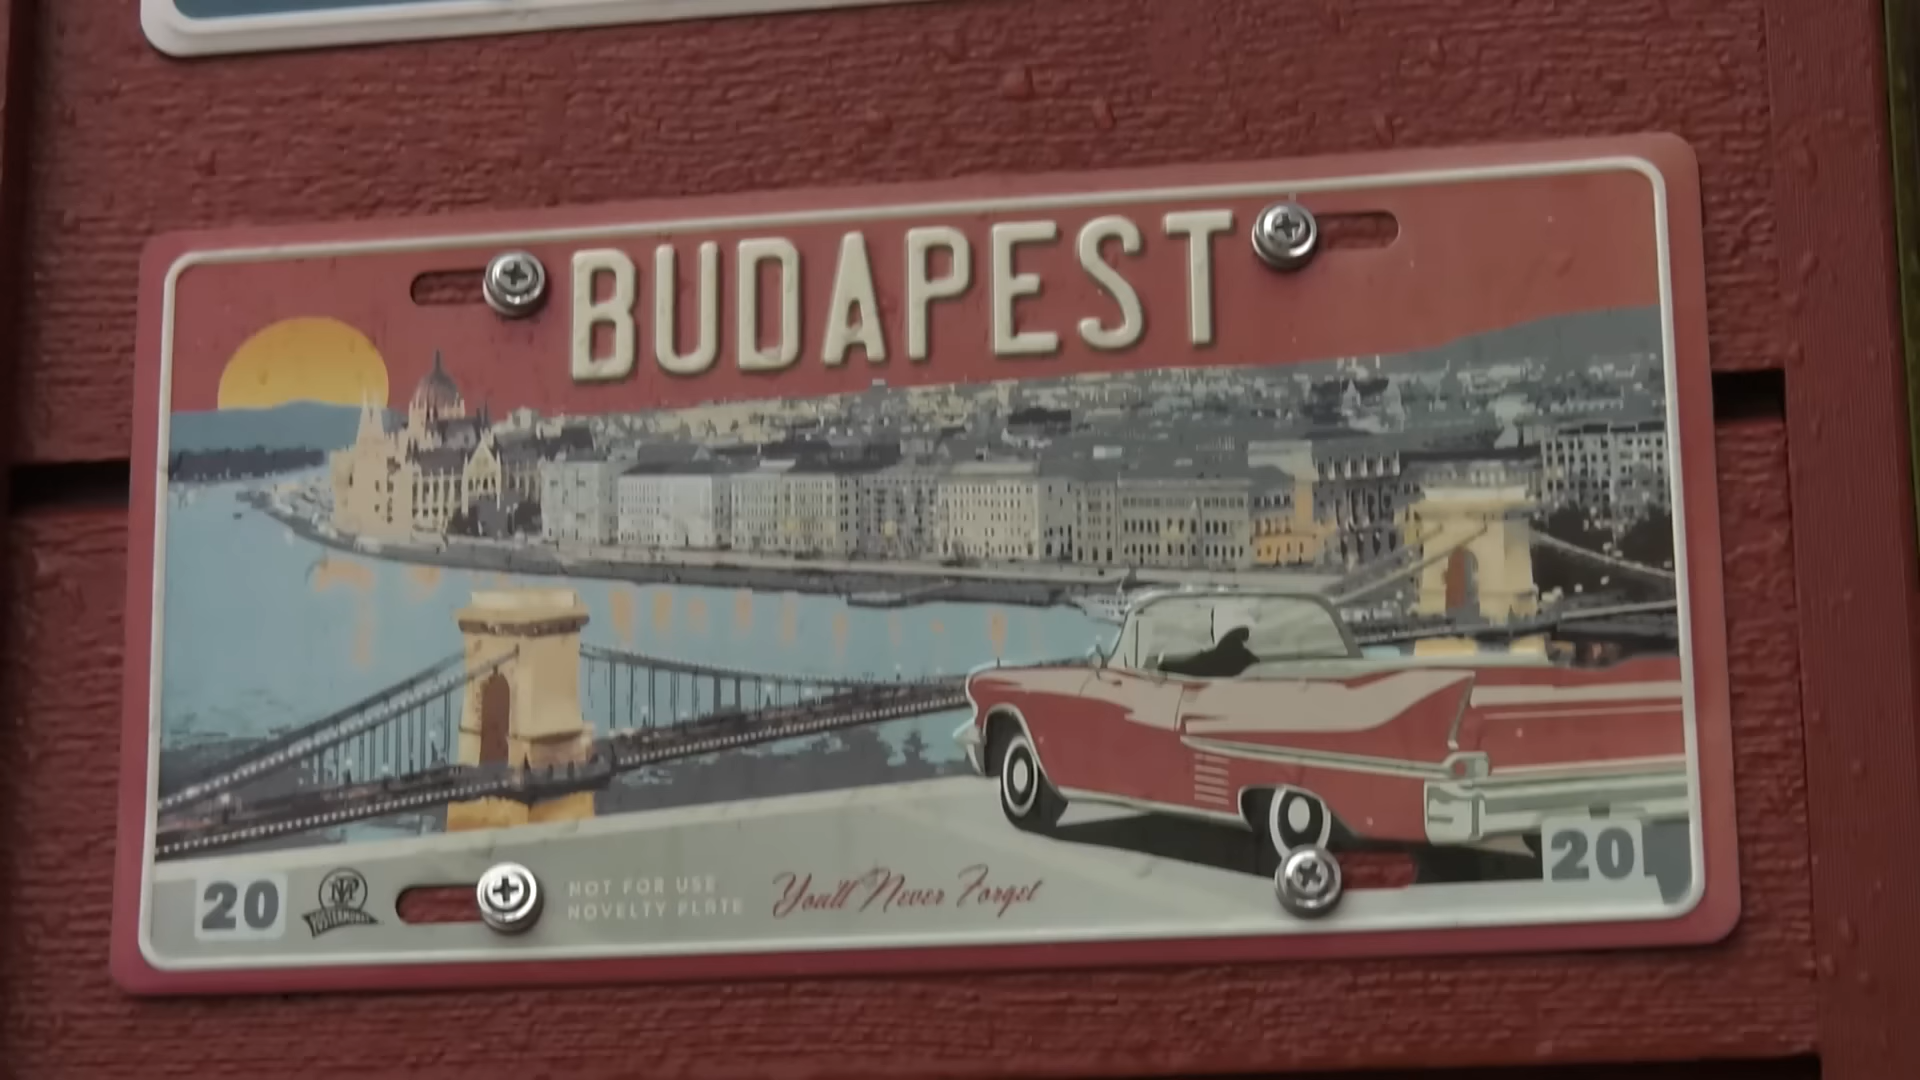 BUDAPEST
20
NOT FOR USE
NOVELTY PLATE
You'll Never Forget
20